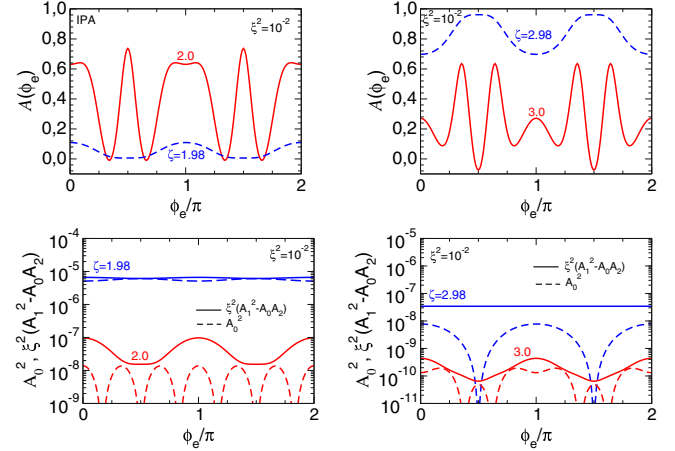 IPA
ξ²=10⁻²
0,8
0,6
0,4
0,2
0,0
A(ϕₑ)
2.0
ζ=1.98
0
1
2
ϕₑ/π
ξ²=10⁻²
1,0
0,8
0,6
0,4
0,2
0,0
A(ϕₑ)
ζ=2.98
3.0
0
1
2
ϕₑ/π
10⁻⁴
10⁻⁵
10⁻⁶
10⁻⁷
10⁻⁸
10⁻⁹
A₀², ξ²(A₁²-A₀A₂)
ξ²=10⁻²
ζ=1.98
ξ²(A₁²-A₀A₂)
A₀²
2.0
0
1
2
ϕₑ/π
10⁻⁵
10⁻⁶
10⁻⁷
10⁻⁸
10⁻⁹
10⁻¹⁰
10⁻¹¹
A₀², ξ²(A₁²-A₀A₂)
ξ²=10⁻²
ξ²(A₁²-A₀A₂)
A₀²
ζ=2.98
3.0
0
1
2
ϕₑ/π